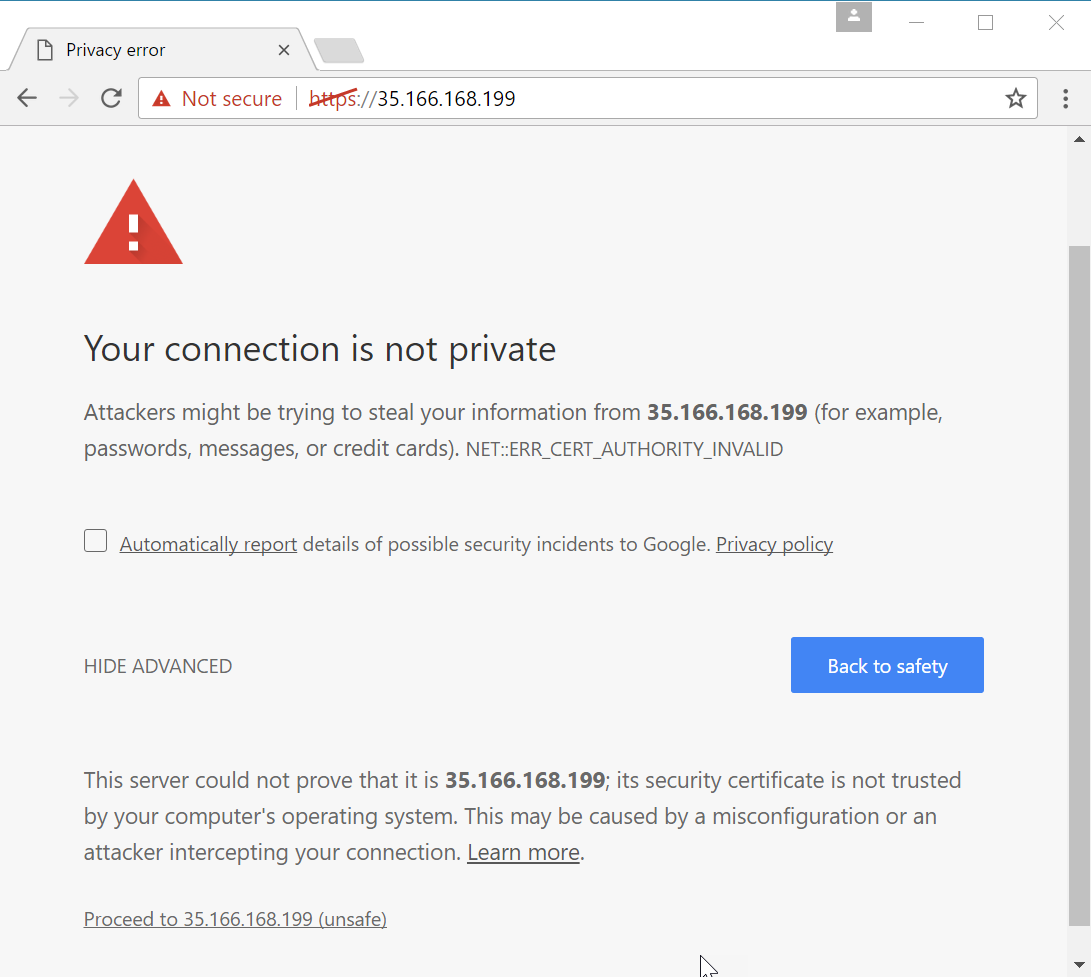 Privacy error
Not secure
https://35.166.168.199
Your connection is not private
Attackers might be trying to steal your information from 35.166.168.199 (for example,
passwords, messages, or credit cards). NET::ERR_CERT_AUTHORITY_INVALID
Automatically report details of possible security incidents to Google. Privacy policy
HIDE ADVANCED
Back to safety
This server could not prove that it is 35.166.168.199; its security certificate is not trusted
by your computer's operating system. This may be caused by a misconfiguration or an
attacker intercepting your connection. Learn more.
Proceed to 35.166.168.199 (unsafe)